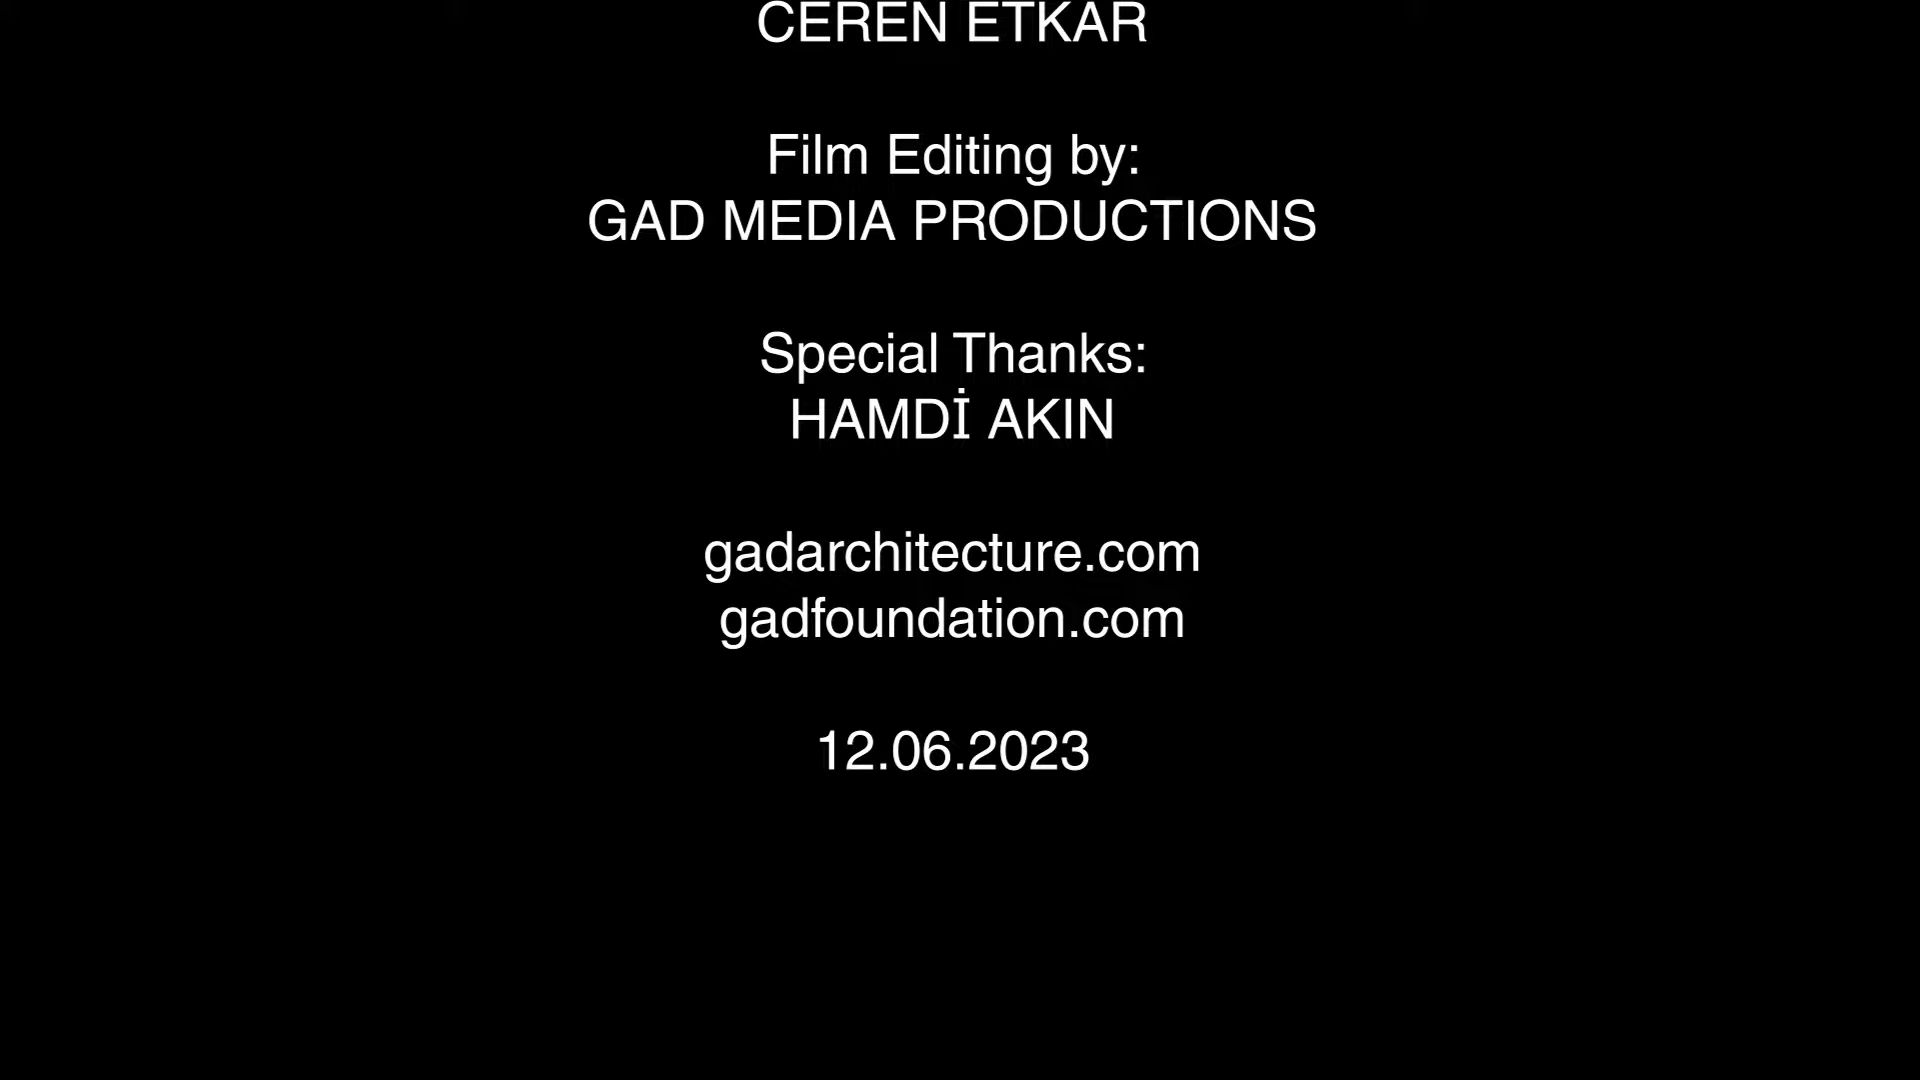 CEREN ETKAR
Film Editing by:
GAD MEDIA PRODUCTIONS
Special Thanks:
HAMDİ AKIN
gadarchitecture.com
gadfoundation.com
12.06.2023